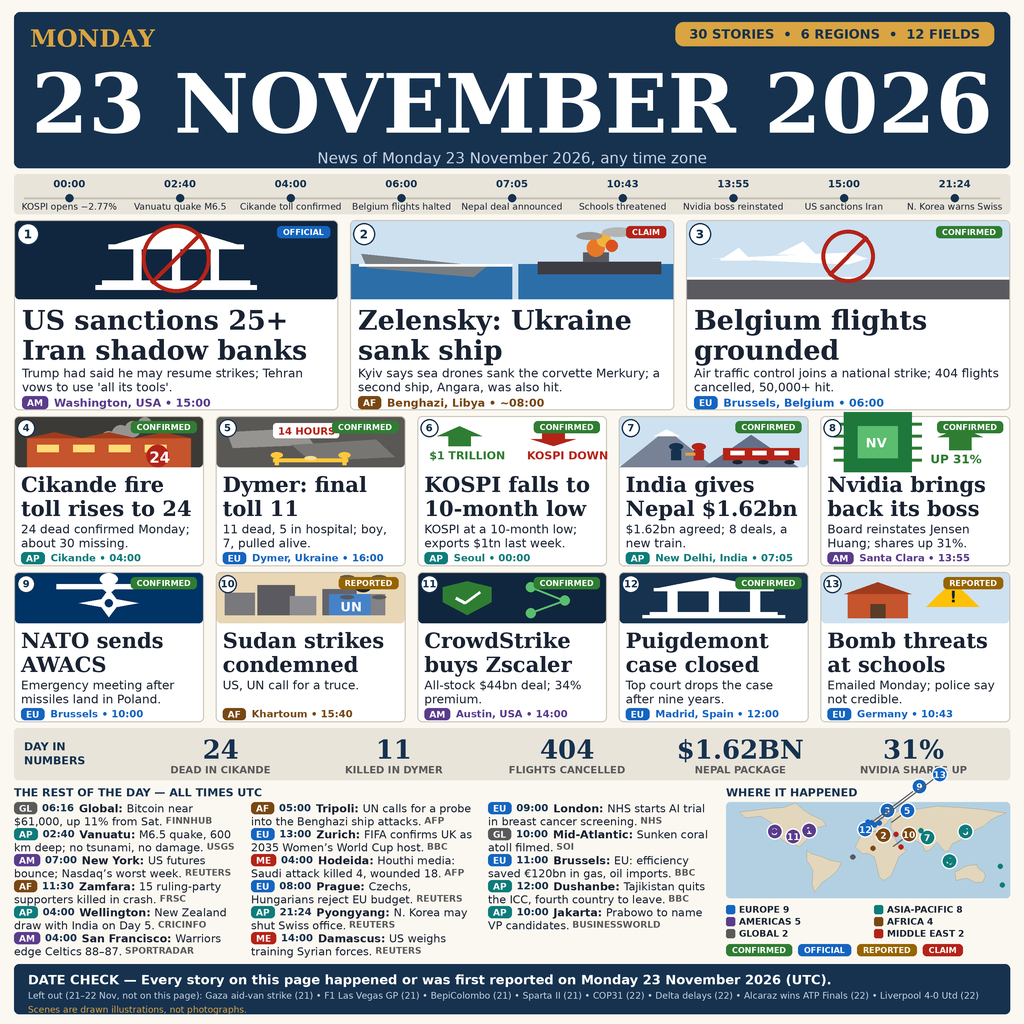 MONDAY
30 STORIES • 6 REGIONS • 12 FIELDS
23 NOVEMBER 2026
News of Monday 23 November 2026, any time zone
00:00 02:40 04:00 06:00 07:05 10:43 13:55 15:00 21:24
KOSPI opens −2.77% Vanuatu quake M6.5 Cikande toll confirmed Belgium flights halted Nepal deal announced Schools threatened Nvidia boss reinstated US sanctions Iran N. Korea warns Swiss
1
OFFICIAL
US sanctions 25+
Iran shadow banks
Trump had said he may resume strikes; Tehran
vows to use 'all its tools'.
AM Washington, USA • 15:00
2
CLAIM
Zelensky: Ukraine
sank ship
Kyiv says sea drones sank the corvette Merkury; a
second ship, Angara, was also hit.
AF Benghazi, Libya • ~08:00
3
CONFIRMED
Belgium flights
grounded
Air traffic control joins a national strike; 404 flights
cancelled, 50,000+ hit.
EU Brussels, Belgium • 06:00
4
CONFIRMED
24
Cikande fire
toll rises to 24
24 dead confirmed Monday;
about 30 missing.
AP Cikande • 04:00
5
14 HOURS
CONFIRMED
Dymer: final
toll 11
11 dead, 5 in hospital; boy,
7, pulled alive.
EU Dymer, Ukraine • 16:00
6
CONFIRMED
$1 TRILLION KOSPI DOWN
KOSPI falls to
10-month low
KOSPI at a 10-month low;
exports $1tn last week.
AP Seoul • 00:00
7
CONFIRMED
India gives
Nepal $1.62bn
$1.62bn agreed; 8 deals, a
new train.
AP New Delhi, India • 07:05
8
CONFIRMED
NV
UP 31%
Nvidia brings
back its boss
Board reinstates Jensen
Huang; shares up 31%.
AM Santa Clara • 13:55
9
CONFIRMED
NATO sends
AWACS
Emergency meeting after
missiles land in Poland.
EU Brussels • 10:00
10
REPORTED
UN
Sudan strikes
condemned
US, UN call for a truce.
AF Khartoum • 15:40
11
CONFIRMED
CrowdStrike
buys Zscaler
All-stock $44bn deal; 34%
premium.
AM Austin, USA • 14:00
12
CONFIRMED
Puigdemont
case closed
Top court drops the case
after nine years.
EU Madrid, Spain • 12:00
13
REPORTED
!
Bomb threats
at schools
Emailed Monday; police say
not credible.
EU Germany • 10:43
DAY IN
NUMBERS
24
DEAD IN CIKANDE
11
KILLED IN DYMER
404
FLIGHTS CANCELLED
$1.62BN
NEPAL PACKAGE
31%
NVIDIA SHARES UP
THE REST OF THE DAY — ALL TIMES UTC
GL 06:16 Global: Bitcoin near
$61,000, up 11% from Sat. FINNHUB
AP 02:40 Vanuatu: M6.5 quake, 600
km deep; no tsunami, no damage. USGS
AM 07:00 New York: US futures
bounce; Nasdaq's worst week. REUTERS
AF 11:30 Zamfara: 15 ruling-party
supporters killed in crash. FRSC
AP 04:00 Wellington: New Zealand
draw with India on Day 5. CRICINFO
AM 04:00 San Francisco: Warriors
edge Celtics 88–87. SPORTRADAR
AF 05:00 Tripoli: UN calls for a probe
into the Benghazi ship attacks. AFP
EU 13:00 Zurich: FIFA confirms UK as
2035 Women's World Cup host. BBC
ME 04:00 Hodeida: Houthi media:
Saudi attack killed 4, wounded 18. AFP
EU 08:00 Prague: Czechs,
Hungarians reject EU budget. REUTERS
AP 21:24 Pyongyang: N. Korea may
shut Swiss office. REUTERS
ME 14:00 Damascus: US weighs
training Syrian forces. REUTERS
EU 09:00 London: NHS starts AI trial
in breast cancer screening. NHS
GL 10:00 Mid-Atlantic: Sunken coral
atoll filmed. SOI
EU 11:00 Brussels: EU: efficiency
saved €120bn in gas, oil imports. BBC
AP 12:00 Dushanbe: Tajikistan quits
the ICC, fourth country to leave. BBC
AP 10:00 Jakarta: Prabowo to name
VP candidates. BUSINESSWORLD
WHERE IT HAPPENED
13
9
5
12
11
2
10
7
EUROPE 9 ASIA-PACIFIC 8
AMERICAS 5 AFRICA 4
GLOBAL 2 MIDDLE EAST 2
CONFIRMED OFFICIAL REPORTED CLAIM
DATE CHECK — Every story on this page happened or was first reported on Monday 23 November 2026 (UTC).
Left out (21–22 Nov, not on this page): Gaza aid-van strike (21) • F1 Las Vegas GP (21) • BepiColombo (21) • Sparta II (21) • COP31 (22) • Delta delays (22) • Alcaraz wins ATP Finals (22) • Liverpool 4-0 Utd (22)
Scenes are drawn illustrations, not photographs.